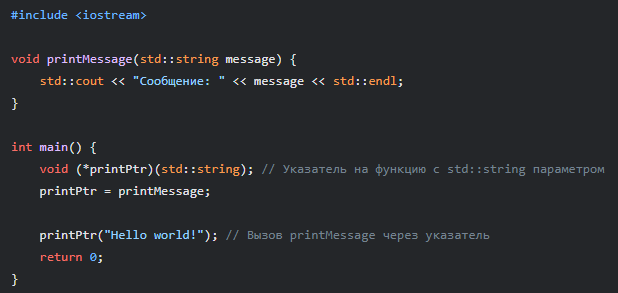 #include <iostream>
void printMessage(std::string message) {
    std::cout << "Сообщение: " << message << std::endl;
}
int main() {
    void (*printPtr)(std::string); // Указатель на функцию с std::string параметром
    printPtr = printMessage;
    printPtr("Hello world!"); // Вызов printMessage через указатель
    return 0;
}